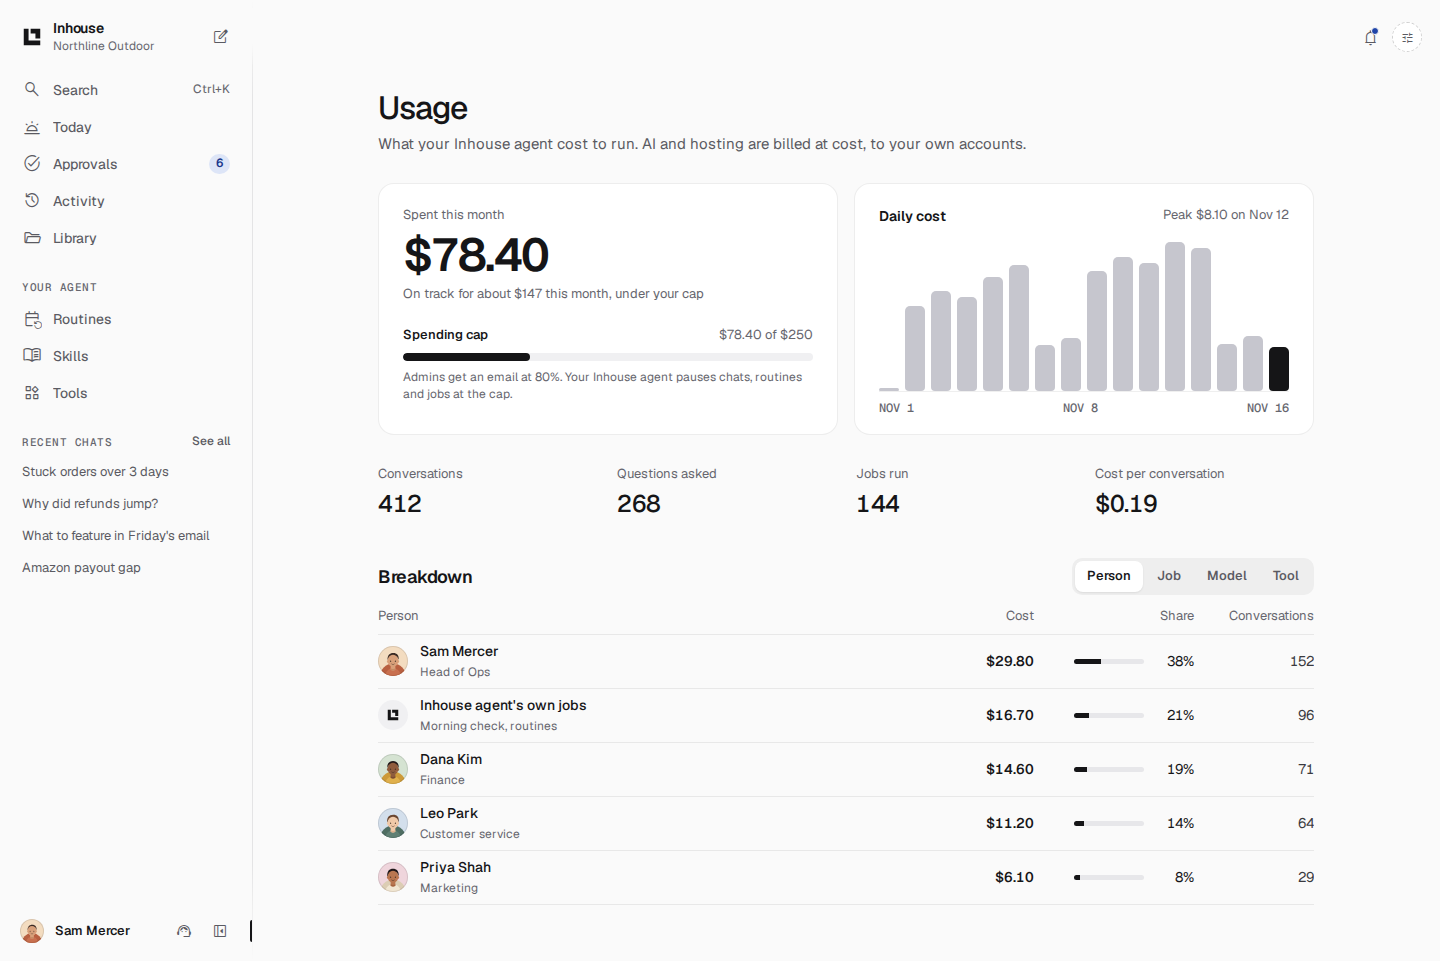 Inhouse
Northline Outdoor
Search Ctrl+K
Today
Approvals 6
Activity
Library
YOUR AGENT
Routines
Skills
Tools
RECENT CHATS See all
Stuck orders over 3 days
Why did refunds jump?
What to feature in Friday's email
Amazon payout gap
Sam Mercer
Usage
What your Inhouse agent cost to run. AI and hosting are billed at cost, to your own accounts.
Spent this month
$78.40
On track for about $147 this month, under your cap
Spending cap $78.40 of $250
Admins get an email at 80%. Your Inhouse agent pauses chats, routines
and jobs at the cap.
Daily cost Peak $8.10 on Nov 12
NOV 1 NOV 8 NOV 16
Conversations Questions asked Jobs run Cost per conversation
412 268 144 $0.19
Breakdown Person Job Model Tool
Person Cost Share Conversations
Sam Mercer $29.80 38% 152
Head of Ops
Inhouse agent's own jobs $16.70 21% 96
Morning check, routines
Dana Kim $14.60 19% 71
Finance
Leo Park $11.20 14% 64
Customer service
Priya Shah $6.10 8% 29
Marketing